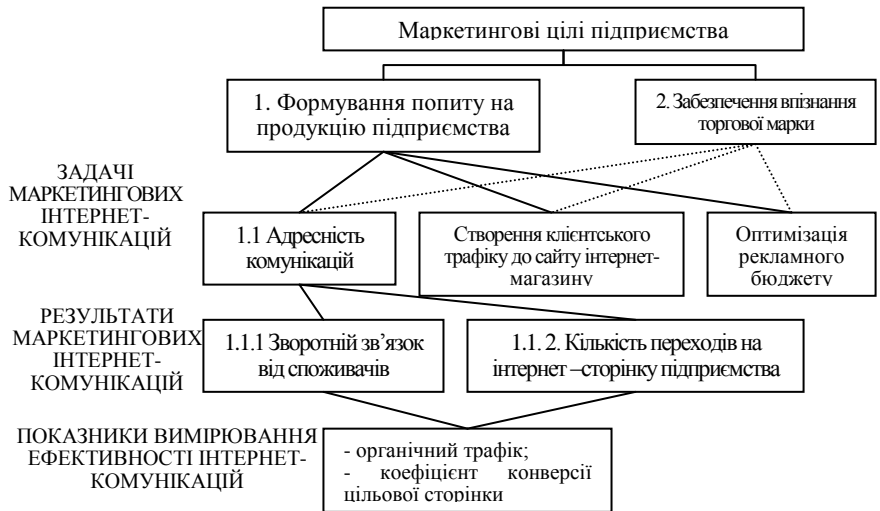 Маркетингові цілі підприємства
1. Формування попиту на
продукцію підприємства
2. Забезпечення впізнання
торгової марки
ЗАДАЧІ
МАРКЕТИНГОВИХ
ІНТЕРНЕТ-
КОМУНІКАЦІЙ
1.1 Адресність
комунікацій
Створення клієнтського
трафіку до сайту інтернет-
магазину
Оптимізація
рекламного
бюджету
РЕЗУЛЬТАТИ
МАРКЕТИНГОВИХ
ІНТЕРНЕТ-
КОМУНІКАЦІЙ
1.1.1 Зворотній зв’язок
від споживачів
1.1. 2. Кількість переходів на
інтернет –сторінку підприємства
ПОКАЗНИКИ ВИМІРЮВАННЯ
ЕФЕКТИВНОСТІ ІНТЕРНЕТ-
КОМУНІКАЦІЙ
- органічний трафік;
- коефіцієнт конверсії
цільової сторінки